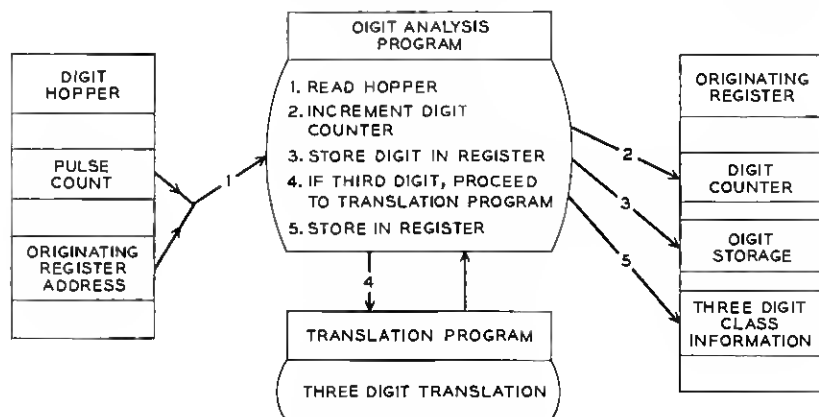 DIGIT
HOPPER
PULSE
COUNT
ORIGINATING
REGISTER
ADDRESS
1
OIGIT ANALYSIS
PROGRAM
1. READ HOPPER
2. INCREMENT DIGIT
COUNTER
3. STORE DIGIT IN REGISTER
4. IF THIRD DIGIT, PROCEED
TO TRANSLATION PROGRAM
5. STORE IN REGISTER
4
TRANSLATION PROGRAM
THREE DIGIT TRANSLATION
2
3
5
ORIGINATING
REGISTER
DIGIT
COUNTER
OIGIT
STORAGE
THREE DIGIT
CLASS
INFORMATION